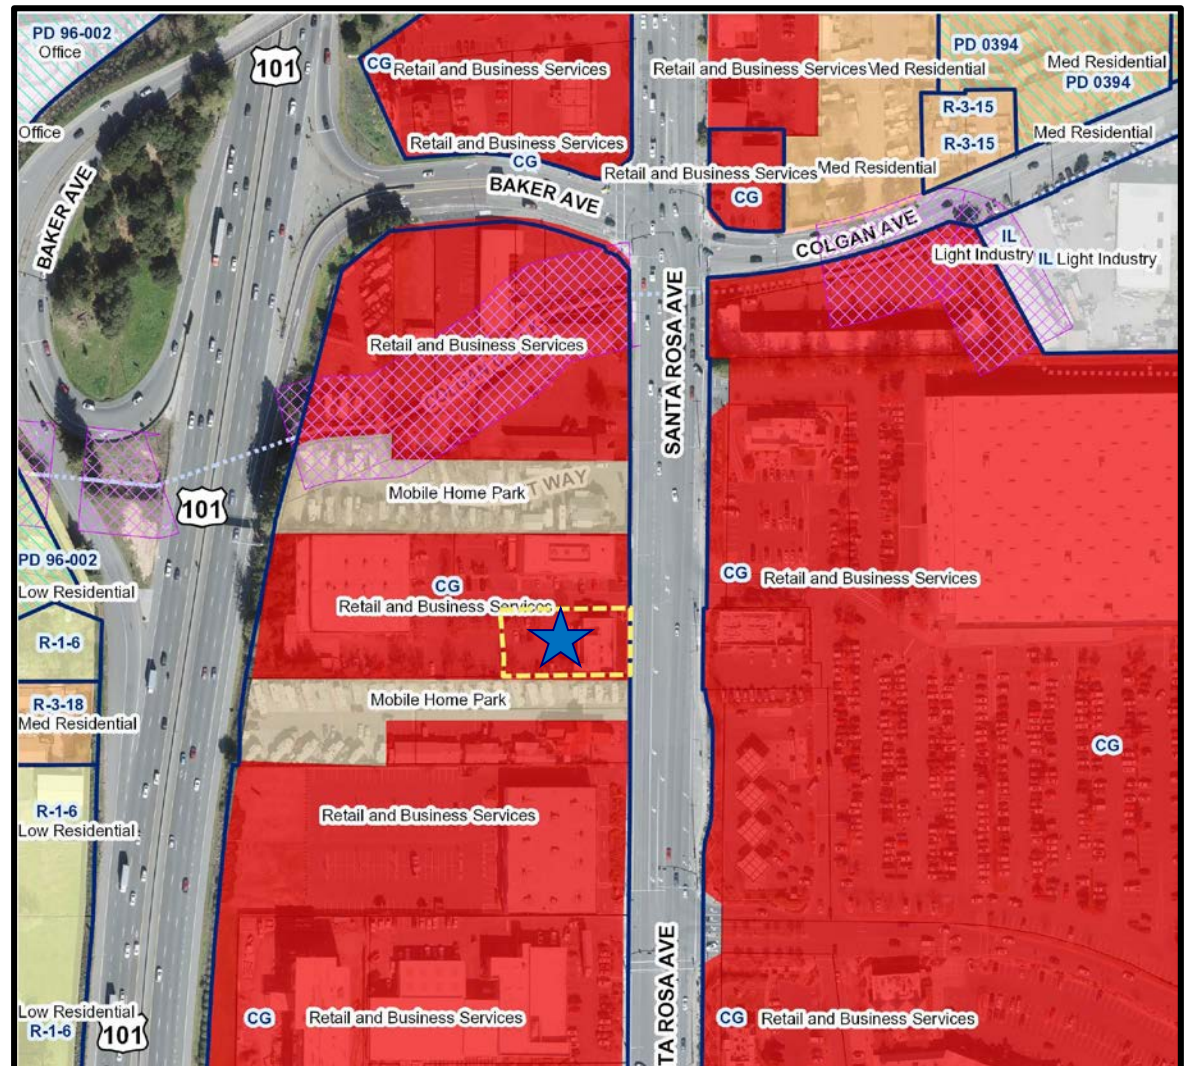 PD 96-002
Office
101
CG Retail and Business Services
Retail and Business Services
Med Residential
PD 0394
Med Residential
PD 0394
R-3-15
Office
Retail and Business Services
CG
R-3-15
Med Residential
Retail and Business Services
Med Residential
BAKER AVE
BAKER AVE
CG
COLGAN AVE
IL
Light Industry
IL Light Industry
SANTA ROSA AVE
Retail and Business Services
Mobile Home Park
T WAY
101
PD 96-002
Low Residential
CG
Retail and Business Services
CG
Retail and Business Services
R-1-6
Mobile Home Park
R-3-18
Med Residential
CG
R-1-6
Low Residential
Retail and Business Services
TA ROSA AVE
Low Residential
R-1-6
101
CG
Retail and Business Services
CG
Retail and Business Services